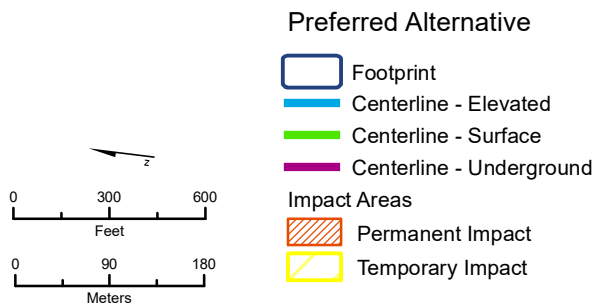 Preferred Alternative
Footprint
Centerline - Elevated
Centerline - Surface
Centerline - Underground
Impact Areas
Permanent Impact
Temporary Impact
z
0 300 600
Feet
0 90 180
Meters